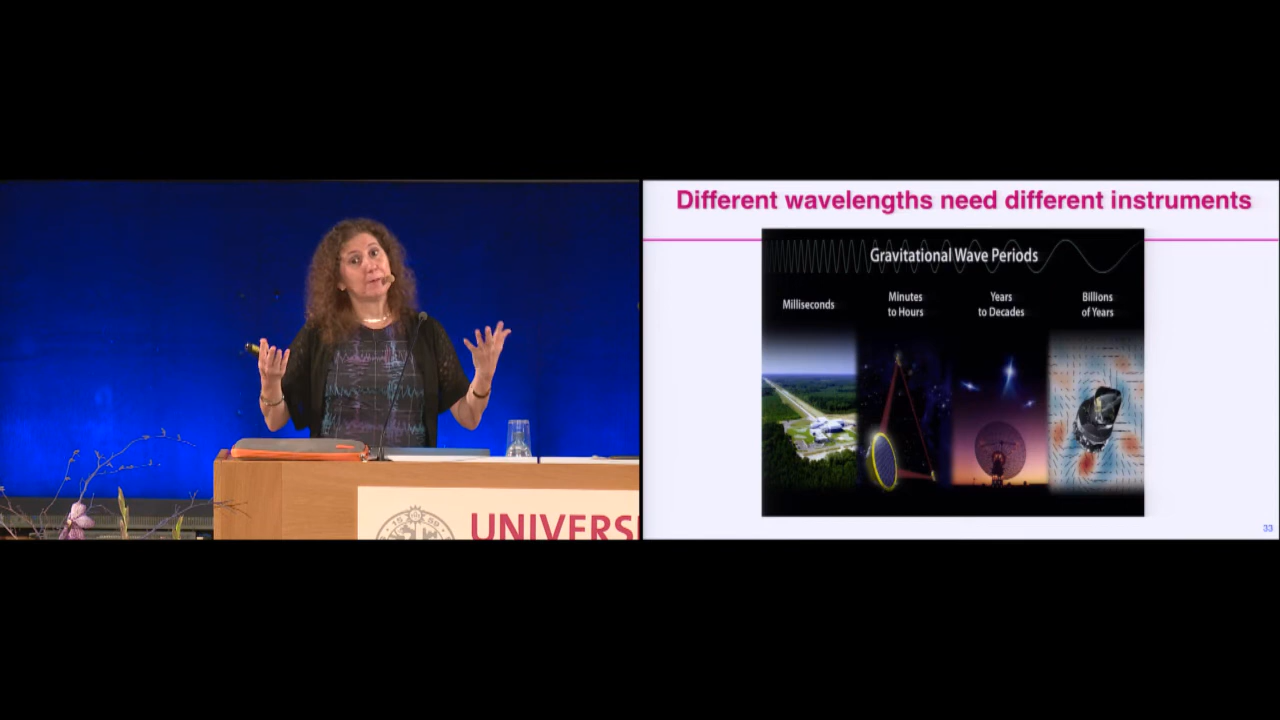 Different wavelengths need different instruments
Gravitational Wave Periods
Milliseconds
Minutes
to Hours
Years
to Decades
Billions
of Years
33
UNIVERSI